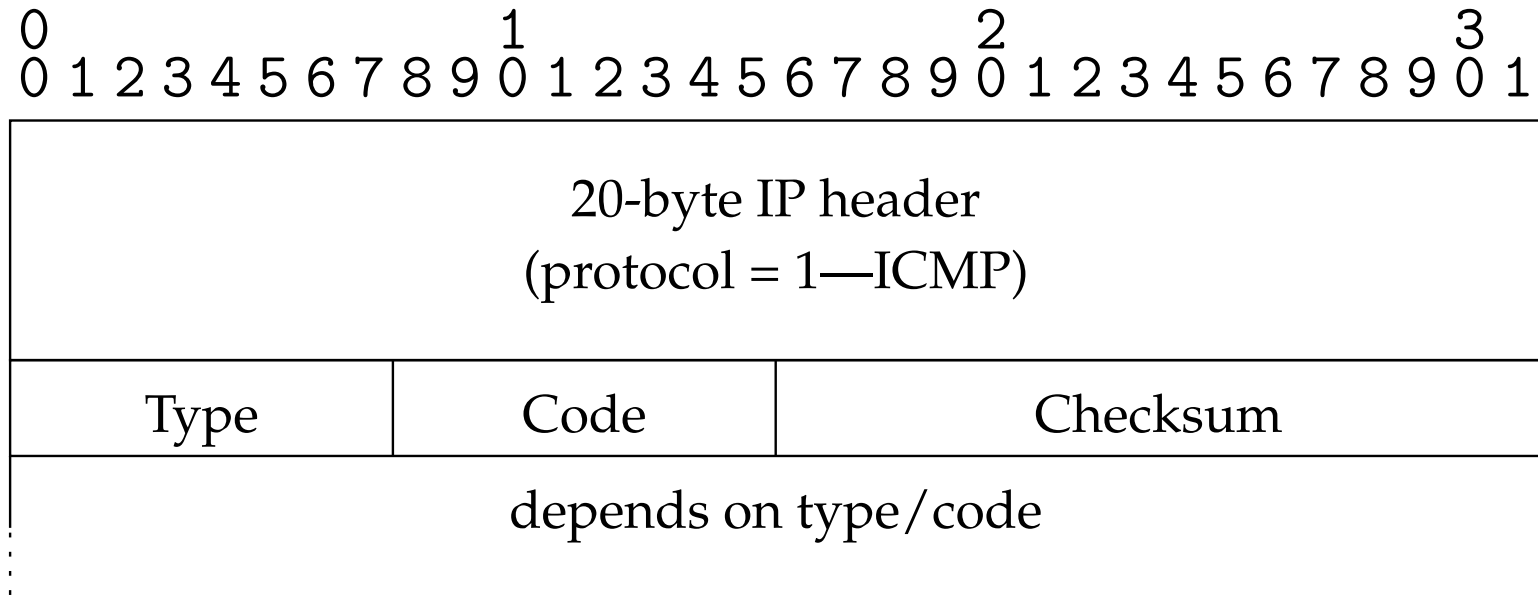 0 1 2 3
0 1 2 3 4 5 6 7 8 9 0 1 2 3 4 5 6 7 8 9 0 1 2 3 4 5 6 7 8 9 0 1
20-byte IP header
(protocol = 1—ICMP)
Type Code Checksum
depends on type/code